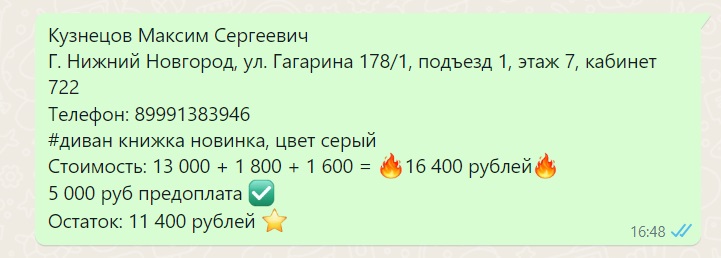 Кузнецов Максим Сергеевич
Г. Нижний Новгород, ул. Гагарина 178/1, подъезд 1, этаж 7, кабинет
722
Телефон: 89991383946
#диван книжка новинка, цвет серый
Стоимость: 13 000 + 1 800 + 1 600 = 🔥16 400 рублей🔥
5 000 руб предоплата ✅
Остаток: 11 400 рублей ⭐
16:48